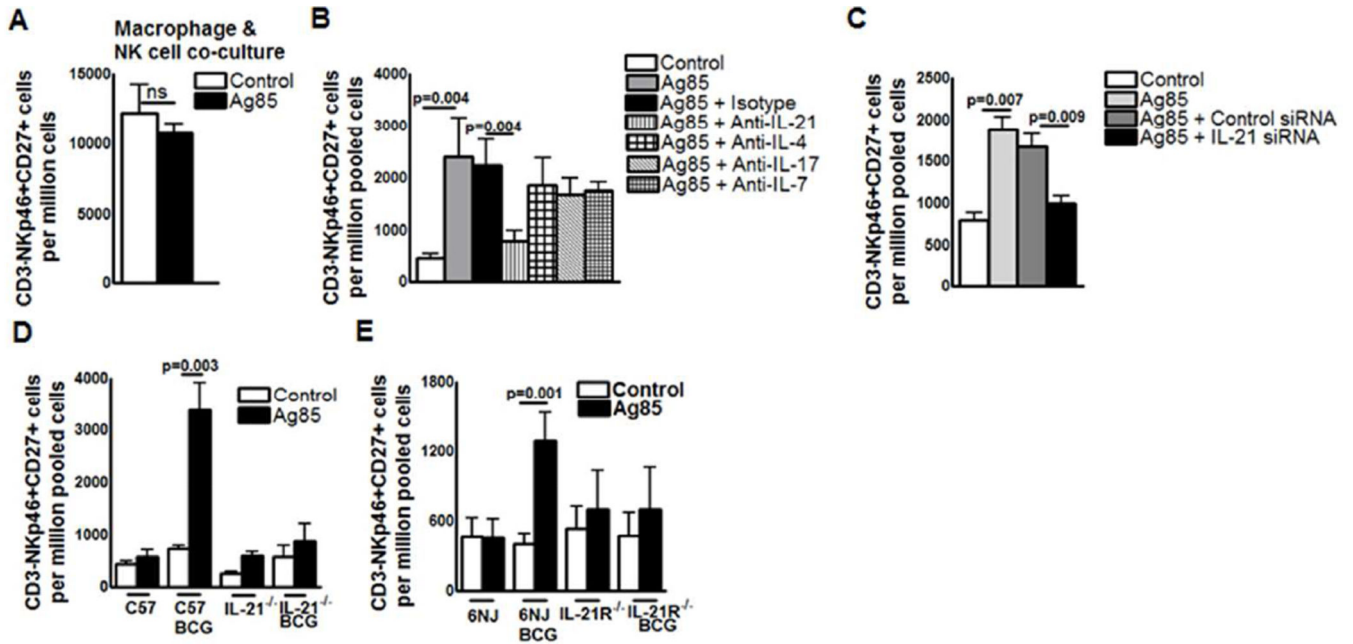 A
Macrophage &
NK cell co-culture
CD3-NKp46+CD27+ cells
per million cells
15000
10000
5000
0
ns
Control
Ag85
B
CD3-NKp46+CD27+ cells
per million pooled cells
4000
3000
2000
1000
0
p=0.004
p=0.004
Control
Ag85
Ag85 + Isotype
Ag85 + Anti-IL-21
Ag85 + Anti-IL-4
Ag85 + Anti-IL-17
Ag85 + Anti-IL-7
C
CD3-NKp46+CD27+ cells
per million pooled cells
2500
2000
1500
1000
500
0
p=0.007
p=0.009
Control
Ag85
Ag85 + Control siRNA
Ag85 + IL-21 siRNA
D
CD3-NKp46+CD27+ cells
per million pooled cells
4000
3000
2000
1000
0
p=0.003
Control
Ag85
C57
C57
BCG
IL-21-/-
IL-21-/-
BCG
E
CD3-NKp46+CD27+ cells
per million pooled cells
1800
1200
600
0
p=0.001
Control
Ag85
6NJ
6NJ
BCG
IL-21R-/-
IL-21R-/-
BCG